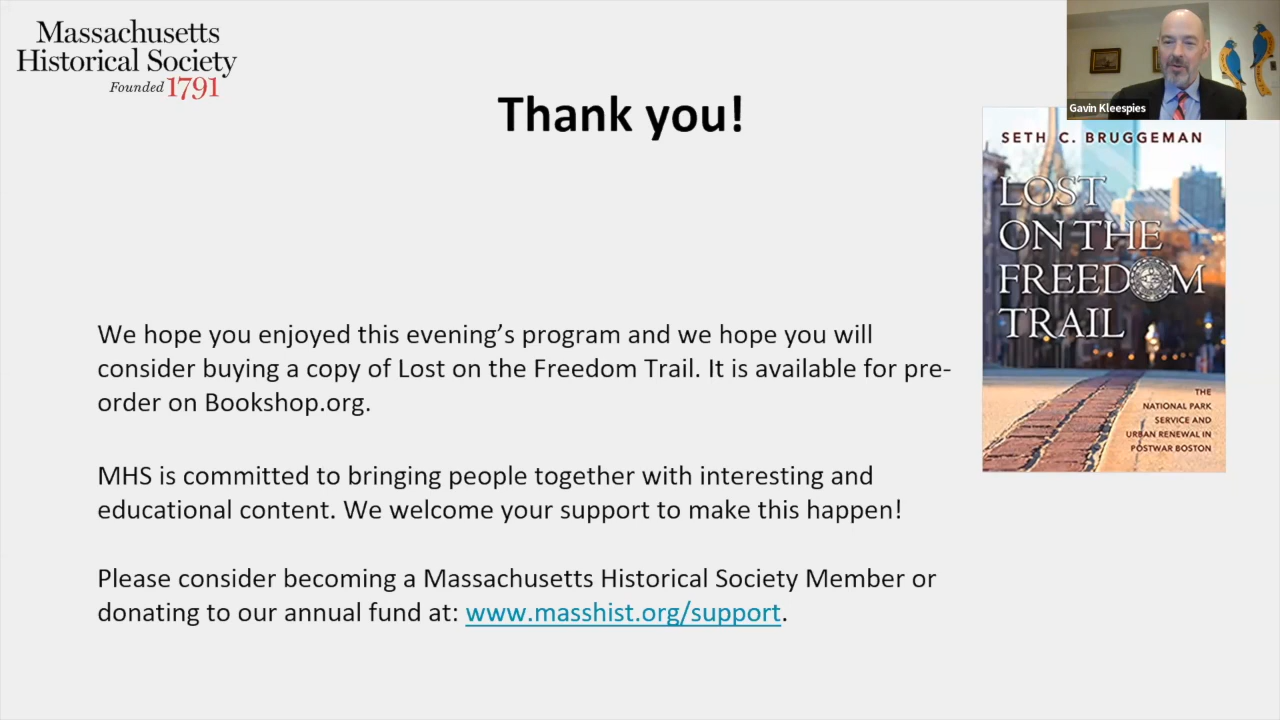 Massachusetts
Historical Society
Founded 1791
Gavin Kleespies
Thank you!
SETH C. BRUGGEMAN
LOST
ON THE
FREEDOM
TRAIL
THE
NATIONAL PARK
SERVICE AND
URBAN RENEWAL IN
POSTWAR BOSTON
We hope you enjoyed this evening’s program and we hope you will
consider buying a copy of Lost on the Freedom Trail. It is available for pre-
order on Bookshop.org.
MHS is committed to bringing people together with interesting and
educational content. We welcome your support to make this happen!
Please consider becoming a Massachusetts Historical Society Member or
donating to our annual fund at: www.masshist.org/support.